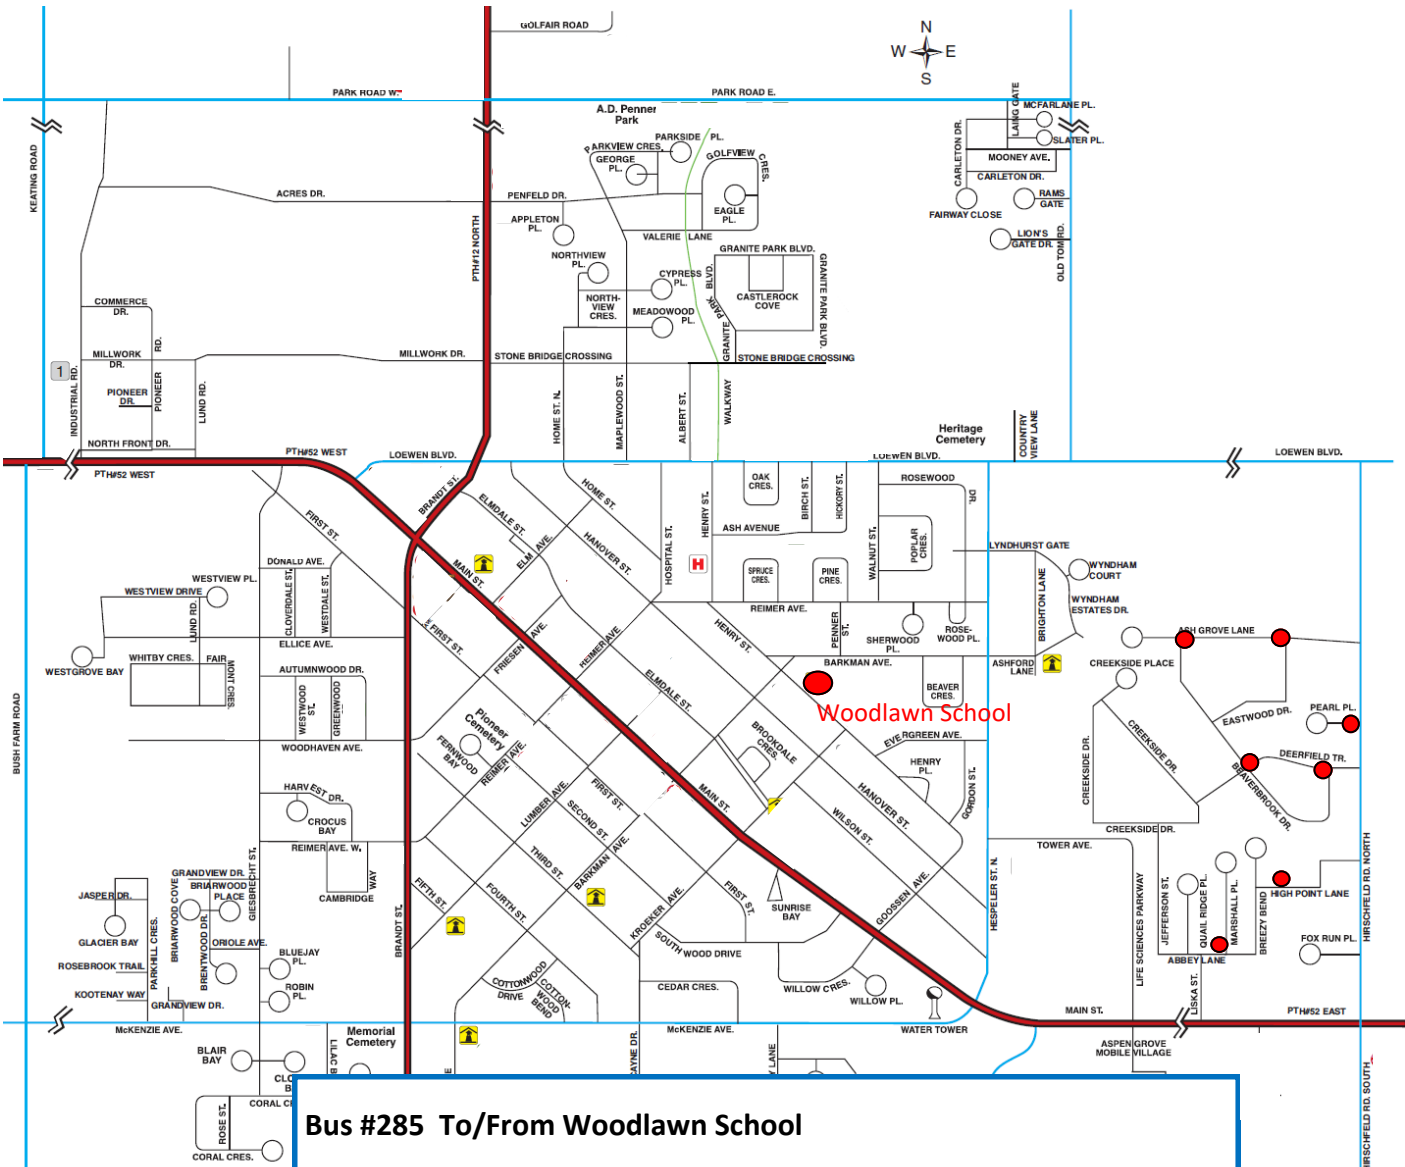 GOLFAIR ROAD
N
W E
S
PARK ROAD W.
PARK ROAD E.
A.D. Penner
Park
LAING GATE
MCFARLANE PL.
SLATER PL.
CARLETON DR.
MOONEY AVE.
CARLETON DR.
FAIRWAY CLOSE
RAMS
GATE
LION'S
GATE DR.
OLD TOM RD.
KEATING ROAD
ACRES DR.
PTH#12 NORTH
PENFELD DR.
PARKVIEW CRES.
PARKSIDE PL.
GEORGE
PL.
GOLFVIEW CRES.
EAGLE
PL.
APPLETON
PL.
VALERIE LANE
NORTHVIEW
PL.
CYPRESS
PL.
NORTH-
VIEW
CRES.
MEADOWOOD
PL.
GRANITE PARK BLVD.
GRANITE PARK BLVD.
GRANITE PARK BLVD.
CASTLEROCK
COVE
COMMERCE
DR.
MILLWORK
DR.
PIONEER RD.
PIONEER
DR.
1
INDUSTRIAL RD.
LUND RD.
NORTH FRONT DR.
MILLWORK DR.
STONE BRIDGE CROSSING
STONE BRIDGE CROSSING
HOME ST. N.
MAPLEWOOD ST.
ALBERT ST.
WALKWAY
Heritage
Cemetery
COUNTRY
VIEW LANE
PTH#52 WEST
PTH#52 WEST
LOEWEN BLVD.
LOEWEN BLVD.
LOEWEN BLVD.
BRANDT ST.
ELMDALE ST.
ELM AVE.
HOME ST.
HANOVER ST.
HOSPITAL ST.
HENRY ST.
OAK
CRES.
BIRCH ST.
HICKORY ST.
ASH AVENUE
ROSEWOOD DR.
WALNUT ST.
POPLAR
CRES.
H
SPRUCE
CRES.
PINE
CRES.
REIMER AVE.
PENNER
ST.
SHERWOOD
PL.
ROSE-
WOOD PL.
LYNDHURST GATE
WYNDHAM
COURT
WYNDHAM
ESTATES DR.
BRIGHTON LANE
ASHFORD
LANE
ASH GROVE LANE
CREEKSIDE PLACE
FIRST ST.
DONALD AVE.
CLOVERDALE ST.
WESTDALE ST.
WESTVIEW PL.
WESTVIEW DRIVE
LUND RD.
ELLICE AVE.
WESTGROVE BAY
WHITBY CRES.
FAIR
MONT CRES.
AUTUMNWOOD DR.
WESTWOOD
ST.
GREENWOOD
WOODHAVEN AVE.
MAIN ST.
FIRST ST.
FRIESEN AVE.
REIMER AVE.
ELMDALE ST.
HENRY ST.
BARKMAN AVE.
BEAVER
CRES.
Woodlawn School
BROOKDALE
CRES.
EVERGREEN AVE.
HENRY
PL.
GORDON ST.
HANOVER ST.
WILSON ST.
MAIN ST.
EASTWOOD DR.
PEARL PL.
DEERFIELD TR.
BEAVERBROOK DR.
CREEKSIDE DR.
CREEKSIDE DR.
CREEKSIDE DR.
BUSH FARM ROAD
Pioneer
Cemetery
FERNWOOD
BAY
REIMER AVE.
LUMBER AVE.
FIRST ST.
SECOND ST.
THIRD ST.
BARKMAN AVE.
FOURTH ST.
FIFTH ST.
KROEKER AVE.
FIRST ST.
SUNRISE
BAY
GOOSSEN AVE.
HESPELER ST. N.
TOWER AVE.
LIFE SCIENCES PARKWAY
JEFFERSON ST.
QUAIL RIDGE PL.
MARSHALL PL.
BREEZY BEND
HIGH POINT LANE
ABBEY LANE
LISKA ST.
FOX RUN PL.
HIRSCHFELD RD. NORTH
HARVEST DR.
CROCUS
BAY
REIMER AVE. W.
CAMBRIDGE WAY
GIESBRECHT ST.
GRANDVIEW DR.
BRIARWOOD
PLACE
BRIARWOOD COVE
BRENTWOOD DR.
ORIOLE AVE.
JASPER DR.
GLACIER BAY
PARKHILL CRES.
ROSEBROOK TRAIL
KOOTENAY WAY
GRANDVIEW DR.
BLUEJAY
PL.
ROBIN
PL.
BRANDT ST.
COTTONWOOD
DRIVE
COTTON-
WOOD
BEND
SOUTHWOOD DRIVE
CEDAR CRES.
WILLOW CRES.
WILLOW PL.
WATER TOWER
MAIN ST.
PTH#52 EAST
McKENZIE AVE.
McKENZIE AVE.
Memorial
Cemetery
LILAC B
AYNE DR.
Y LANE
ASPEN GROVE
MOBILE VILLAGE
BLAIR
BAY
CLO
B
CORAL C
ROSE ST.
CORAL CRES.
HIRSCHFELD RD. SOUTH
Bus #285 To/From Woodlawn School